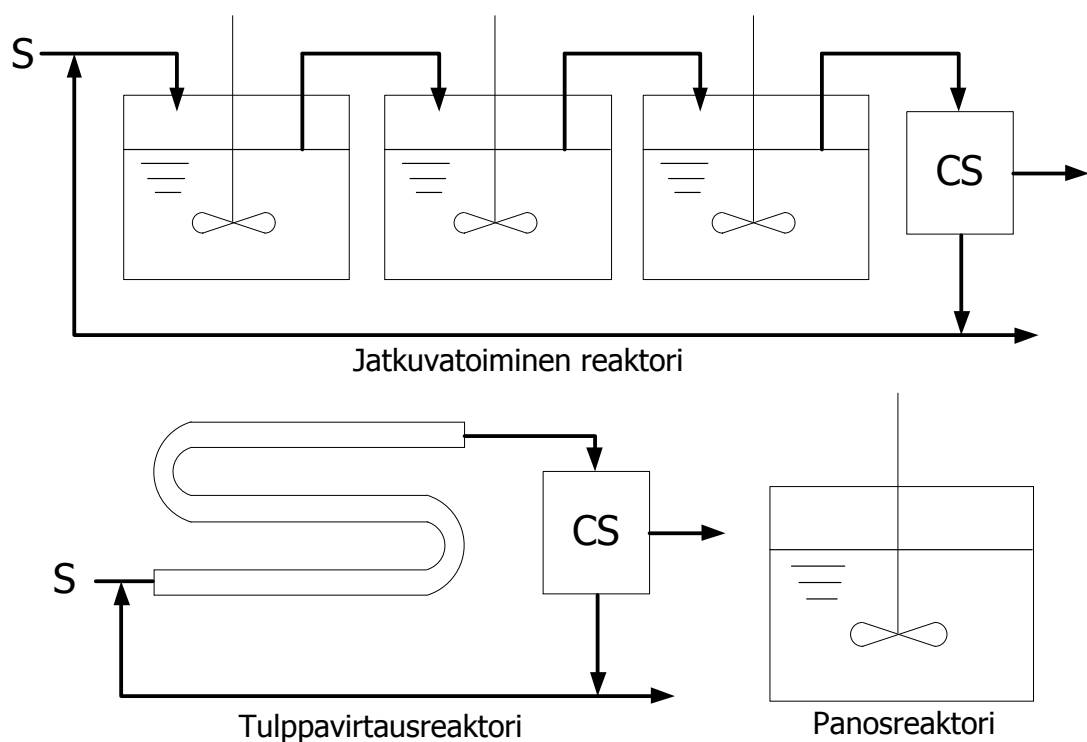 S
CS
Jatkuvatoiminen reaktori
CS
S
Tulppavirtausreaktori
Panosreaktori